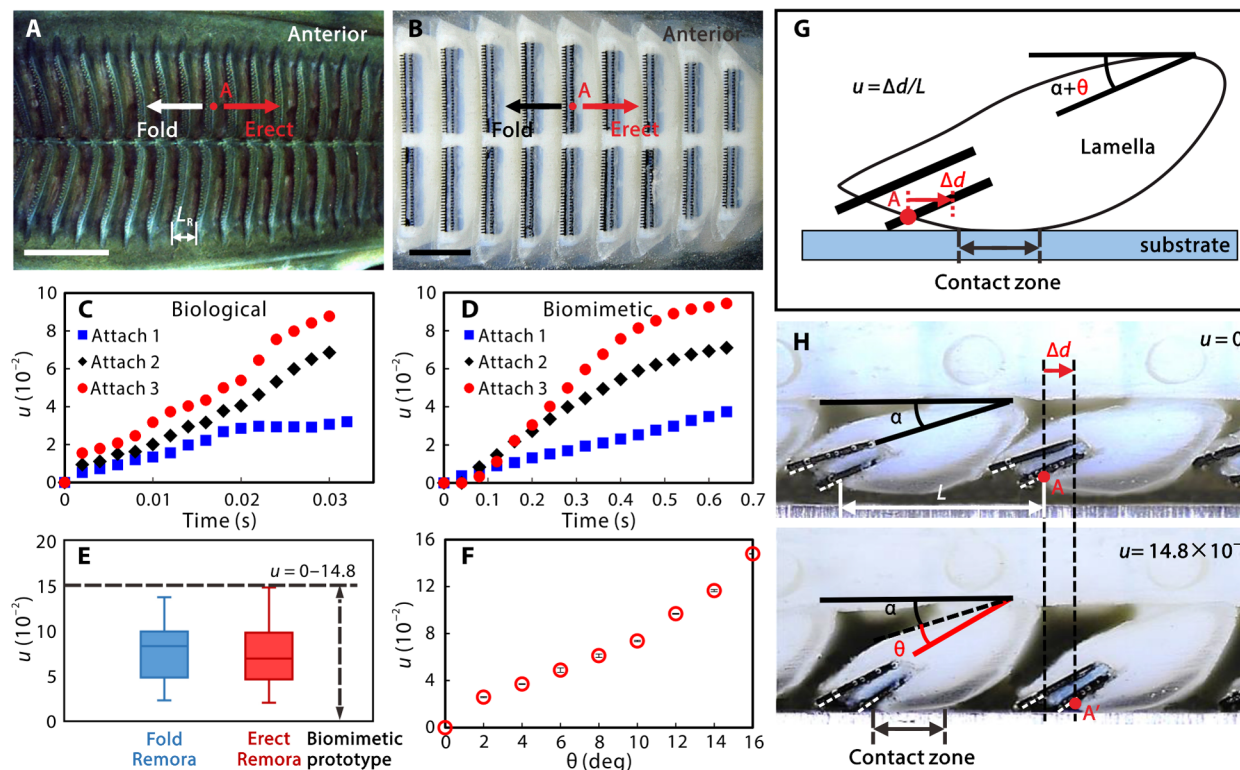 A
Anterior
A
Fold
Erect
L_R
B
Anterior
A
Fold
Erect
C
Biological
Attach 1
Attach 2
Attach 3
u (10⁻²)
10
8
6
4
2
0
0 0.01 0.02 0.03
Time (s)
D
Biomimetic
Attach 1
Attach 2
Attach 3
u (10⁻²)
10
8
6
4
2
0
0 0.1 0.2 0.3 0.4 0.5 0.6 0.7
Time (s)
E
u = 0–14.8
u (10⁻²)
20
15
10
5
0
Fold
Remora
Erect
Remora
Biomimetic
prototype
F
u (10⁻²)
16
12
8
4
0
0 2 4 6 8 10 12 14 16
θ (deg)
G
u = Δd/L
α+θ
Lamella
Δd
A
substrate
Contact zone
H
u = 0
Δd
α
A
L
u = 14.8×10⁻
α
θ
A'
Contact zone